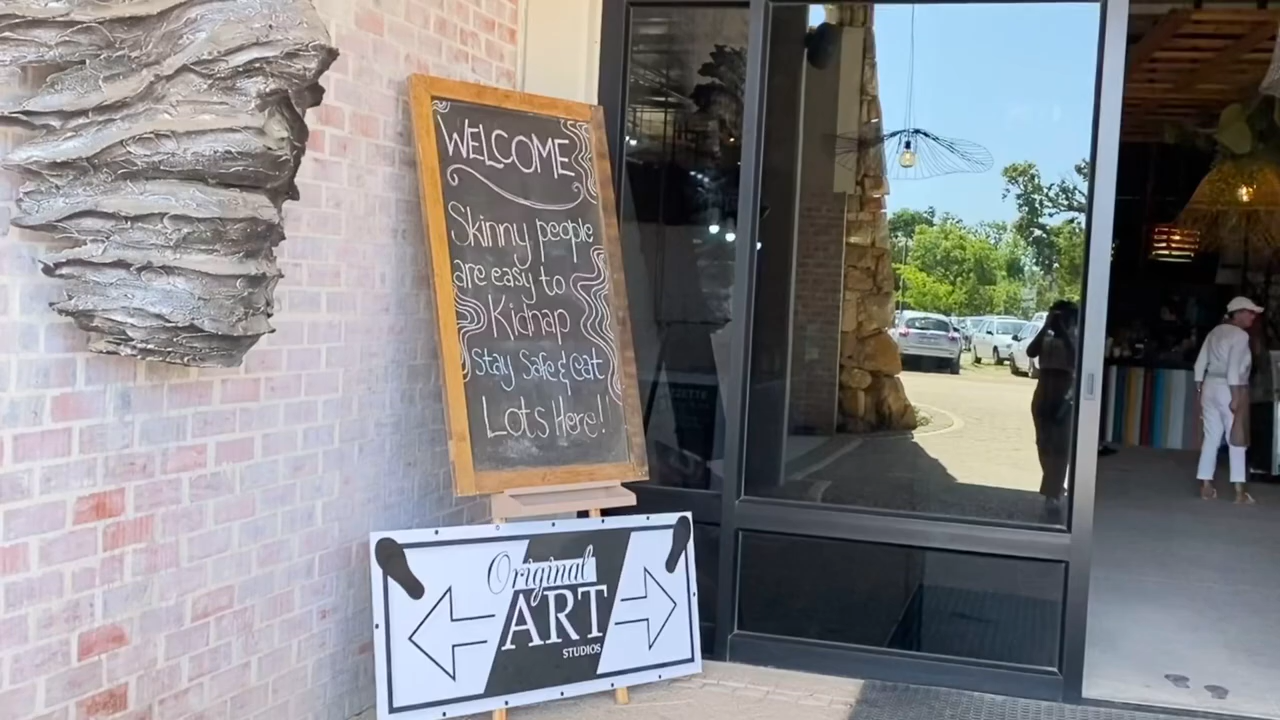 WELCOME
Skinny people
are easy to
Kidnap
Stay Safe & eat
Lots Here!
Original
ART
STUDIOS